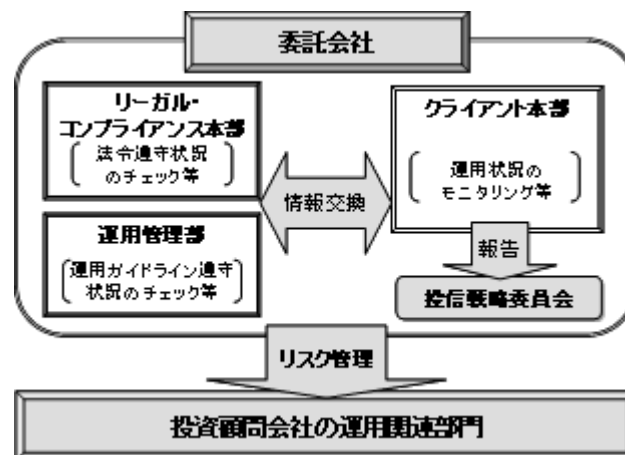 委託会社
リーガル・
コンプライアンス本部
法令遵守状況
のチェック等
運用管理部
運用ガイドライン遵守
状況のチェック等
情報交換
クライアント本部
運用状況の
モニタリング等
報告
投信戦略委員会
リスク管理
投資顧問会社の運用関連部門